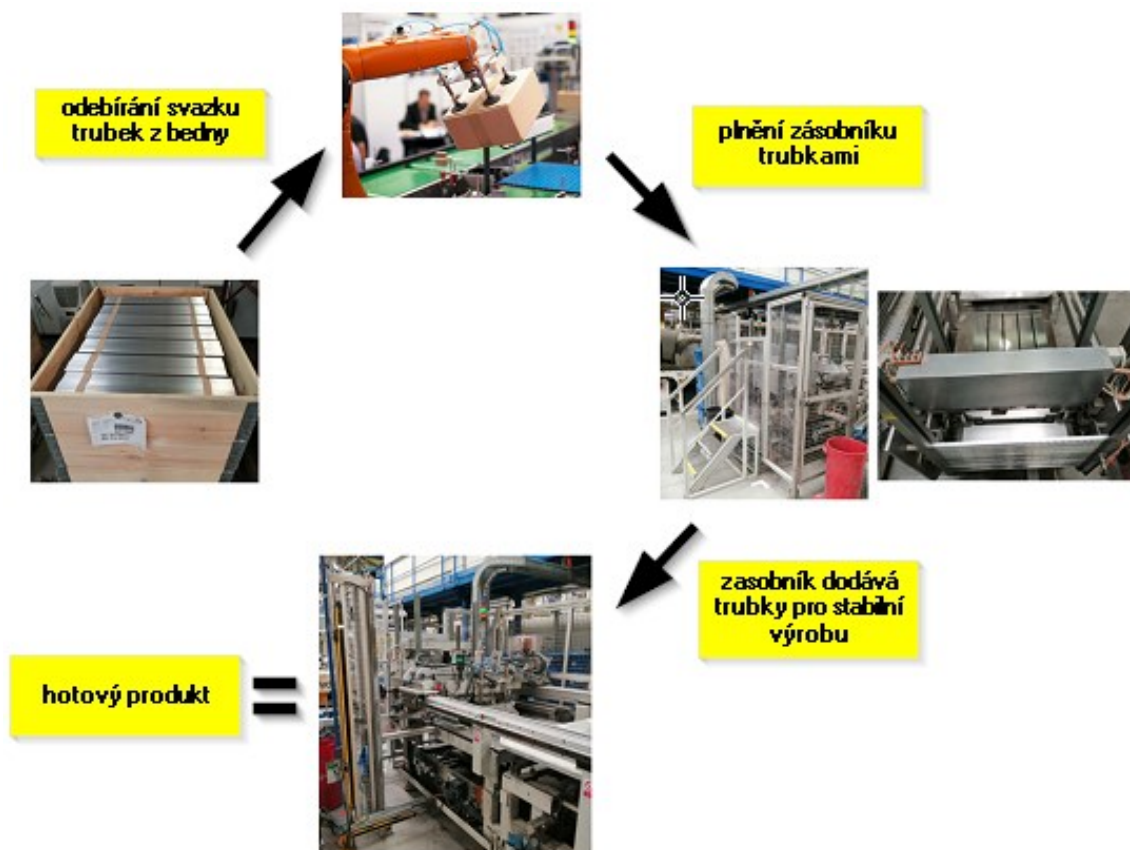 odebírání svazku
trubek z bedny
plnění zásobníku
trubkami
zasobník dodává
trubky pro stabilní
výrobu
hotový produkt